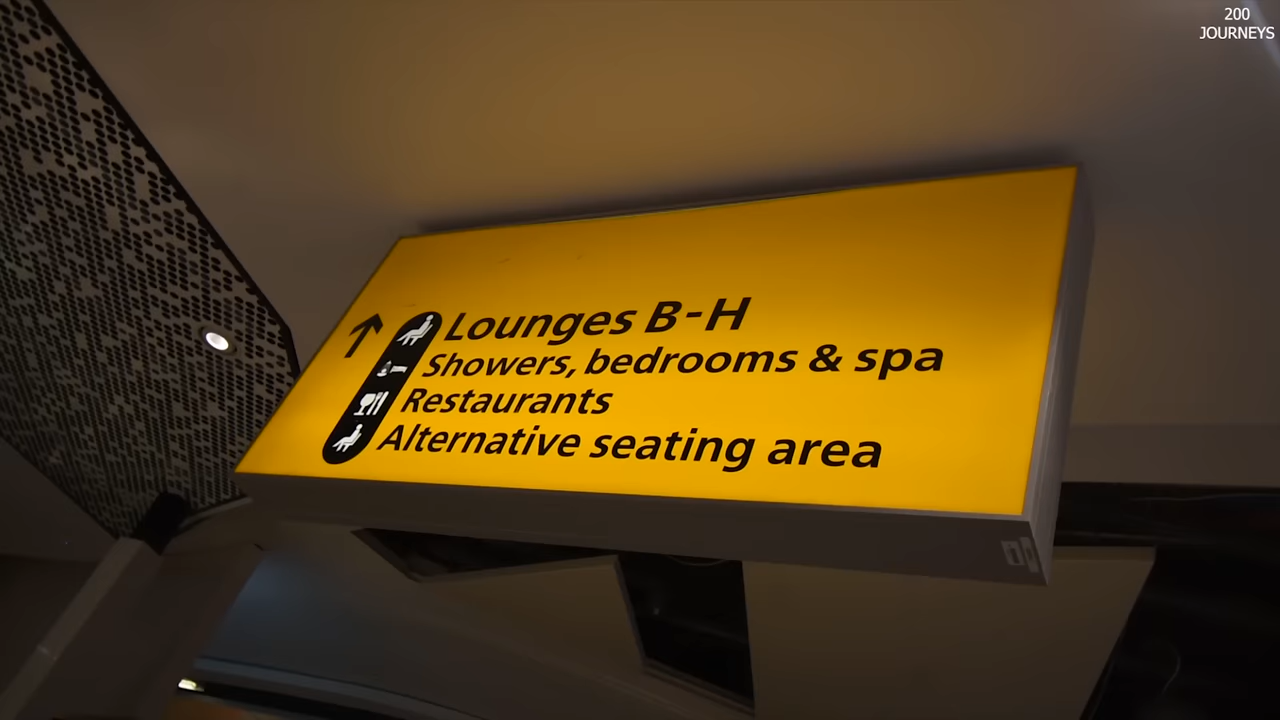 200
JOURNEYS
Lounges B-H
Showers, bedrooms & spa
Restaurants
Alternative seating area